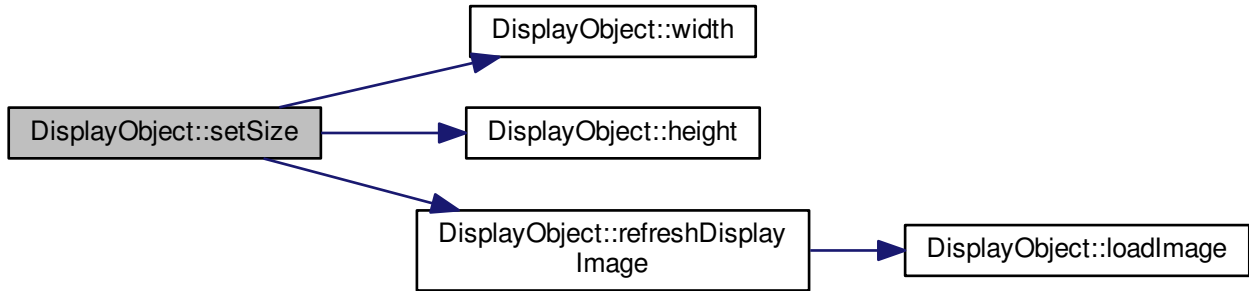 DisplayObject::width
DisplayObject::setSize
DisplayObject::height
DisplayObject::refreshDisplay
Image
DisplayObject::loadImage